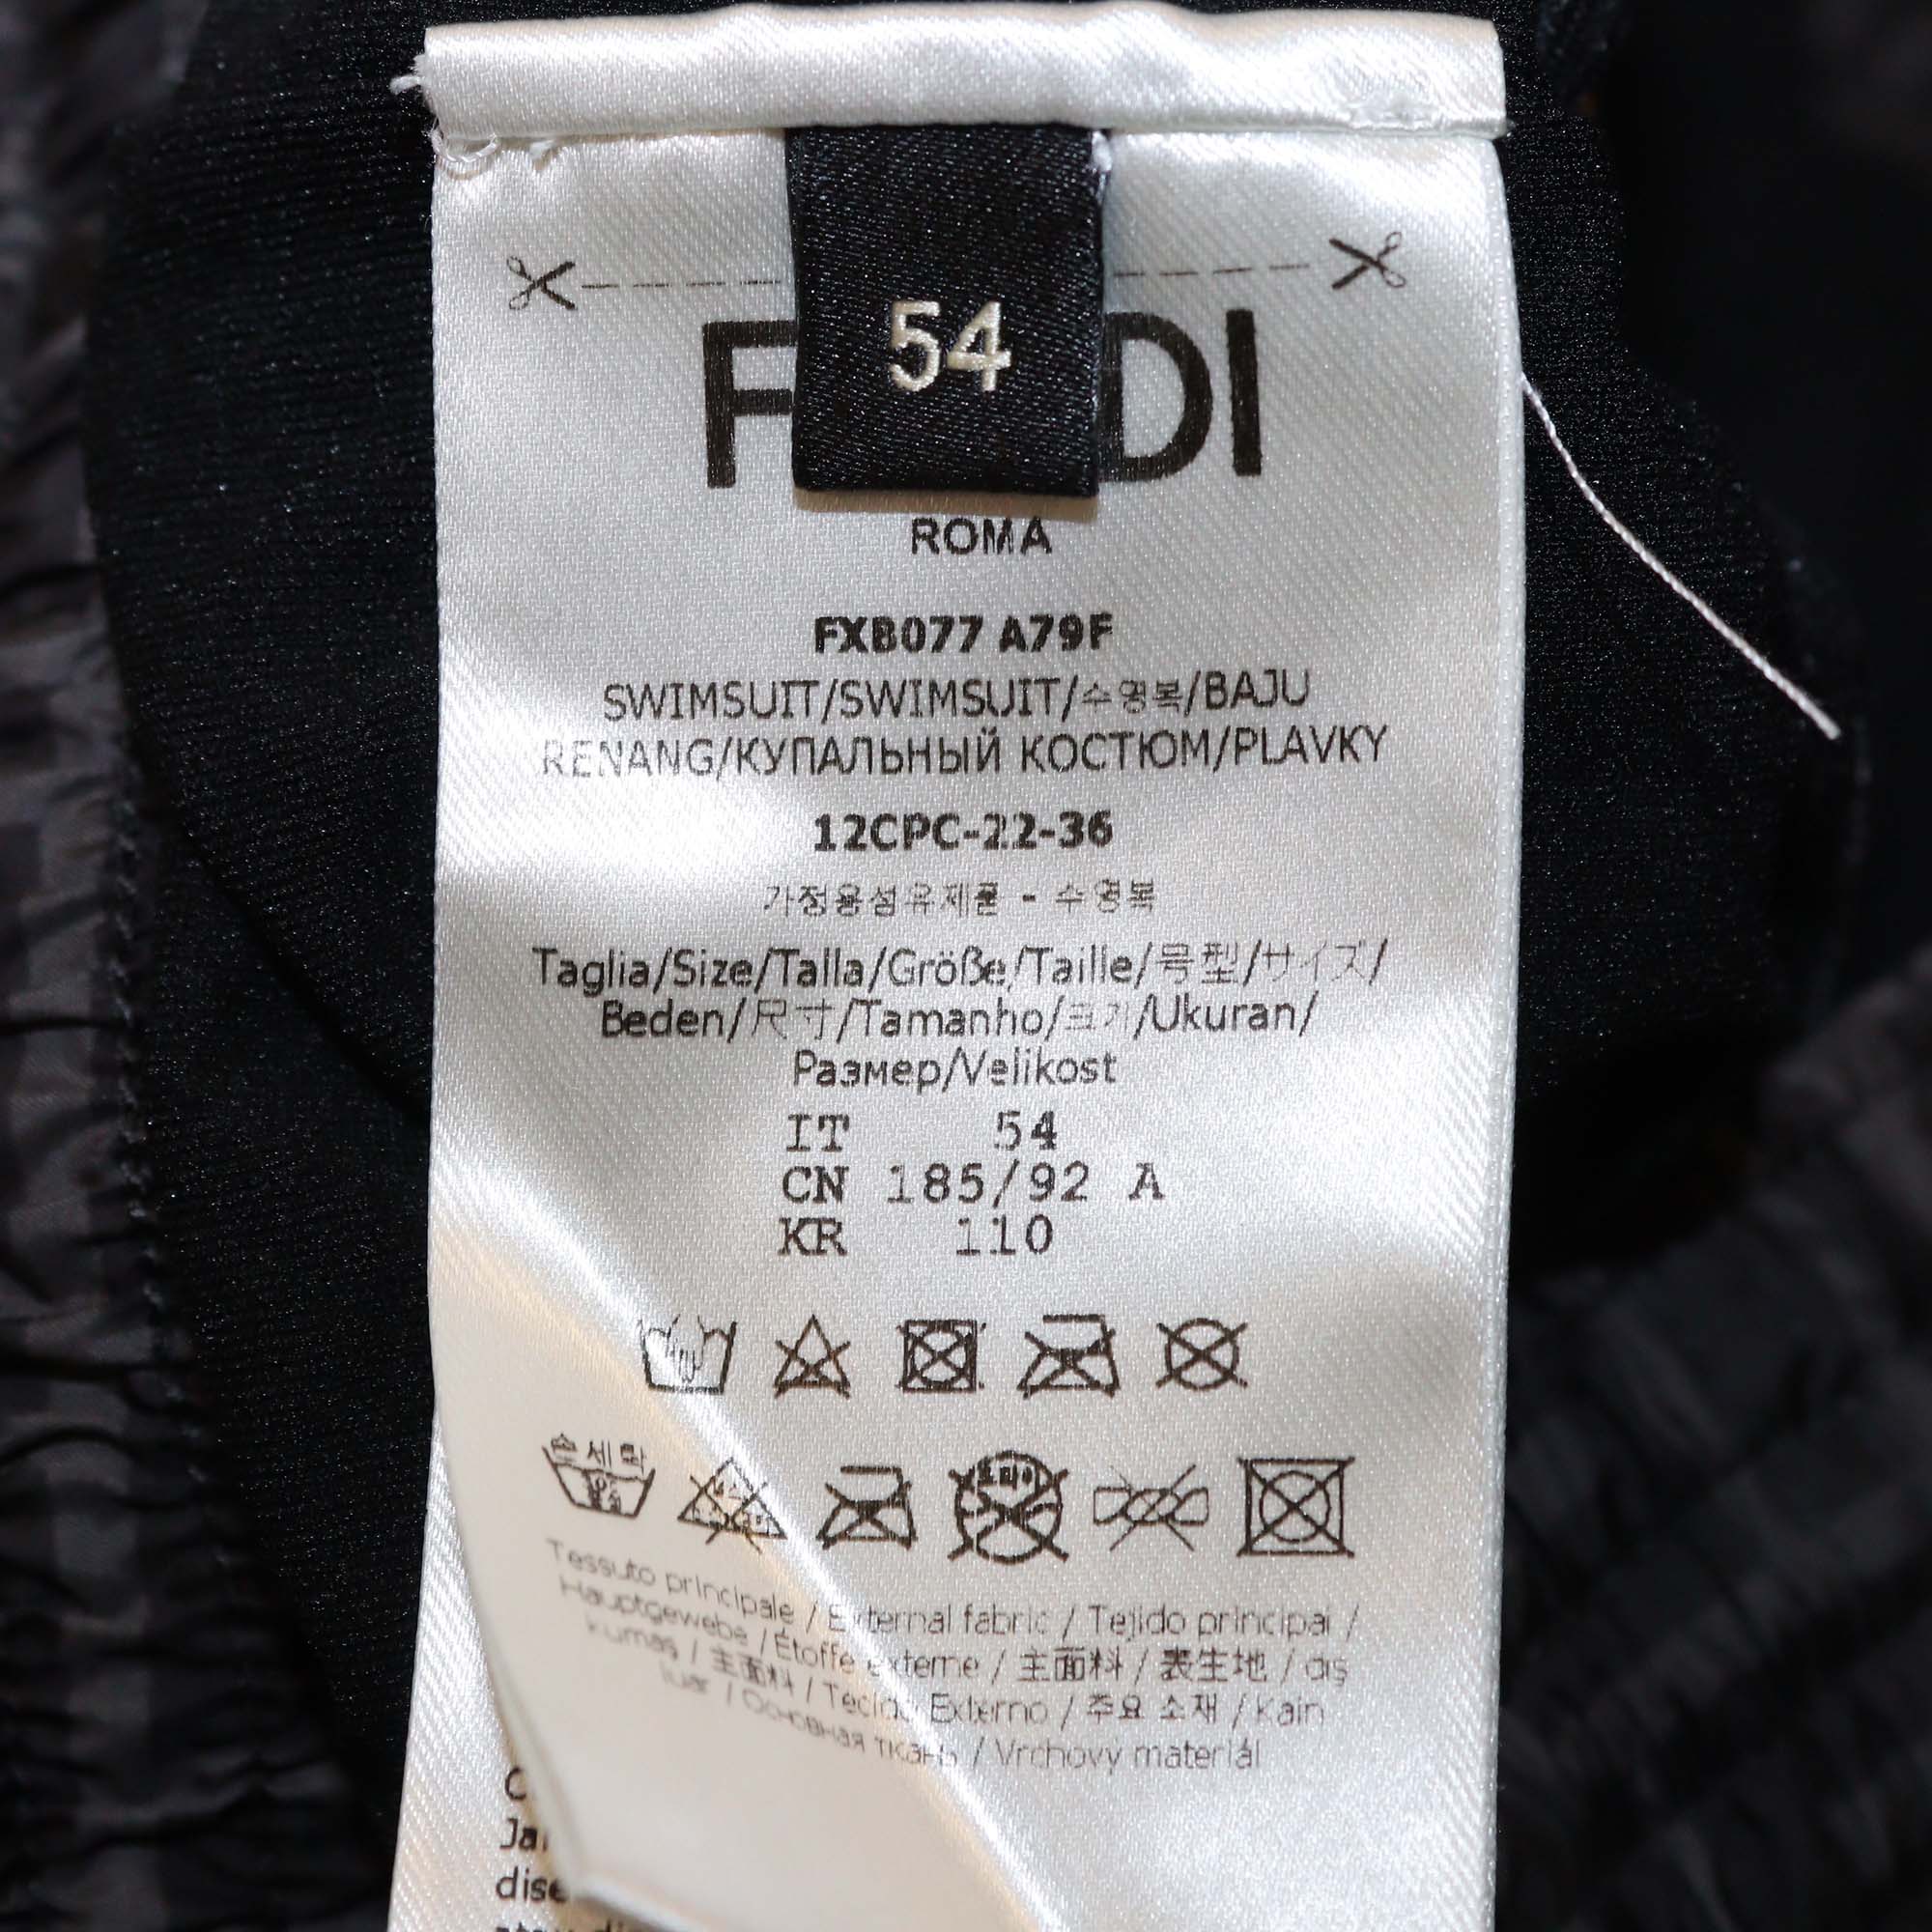 54
F DI
ROMA
FXB077 A79F
SWIMSUIT/SWIMSUIT/수영복/BAJU
RENANG/КУПАЛЬНЫЙ КОСТЮМ/PLAVKY
12CPC-22-36
가정용섬유제품 - 수영복
Taglia/Size/Talla/Größe/Taille/号型/サイズ/
Beden/尺寸/Tamanho/크기/Ukuran/
Размер/Velikost
IT 54
CN 185/92 A
KR 110
손세탁
Tessuto principale / External fabric / Tejido principal /
Hauptgewebe / Étoffe externe / 主面料 / 表生地 / dış
kumaş / 主面料 / Tecido Externo / 주요 소재 / Kain
luar / Основная ткань / Vrchový materiál